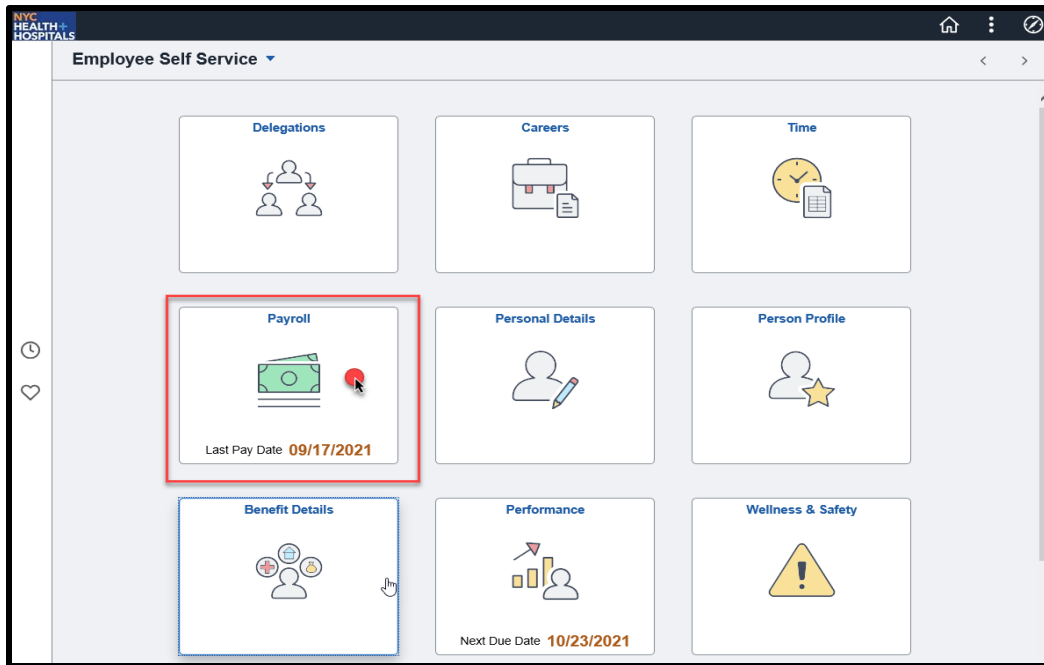 NYC
HEALTH+
HOSPITALS
Employee Self Service
Delegations
Careers
Time
Payroll
Last Pay Date 09/17/2021
Personal Details
Person Profile
Benefit Details
Performance
Next Due Date 10/23/2021
Wellness & Safety